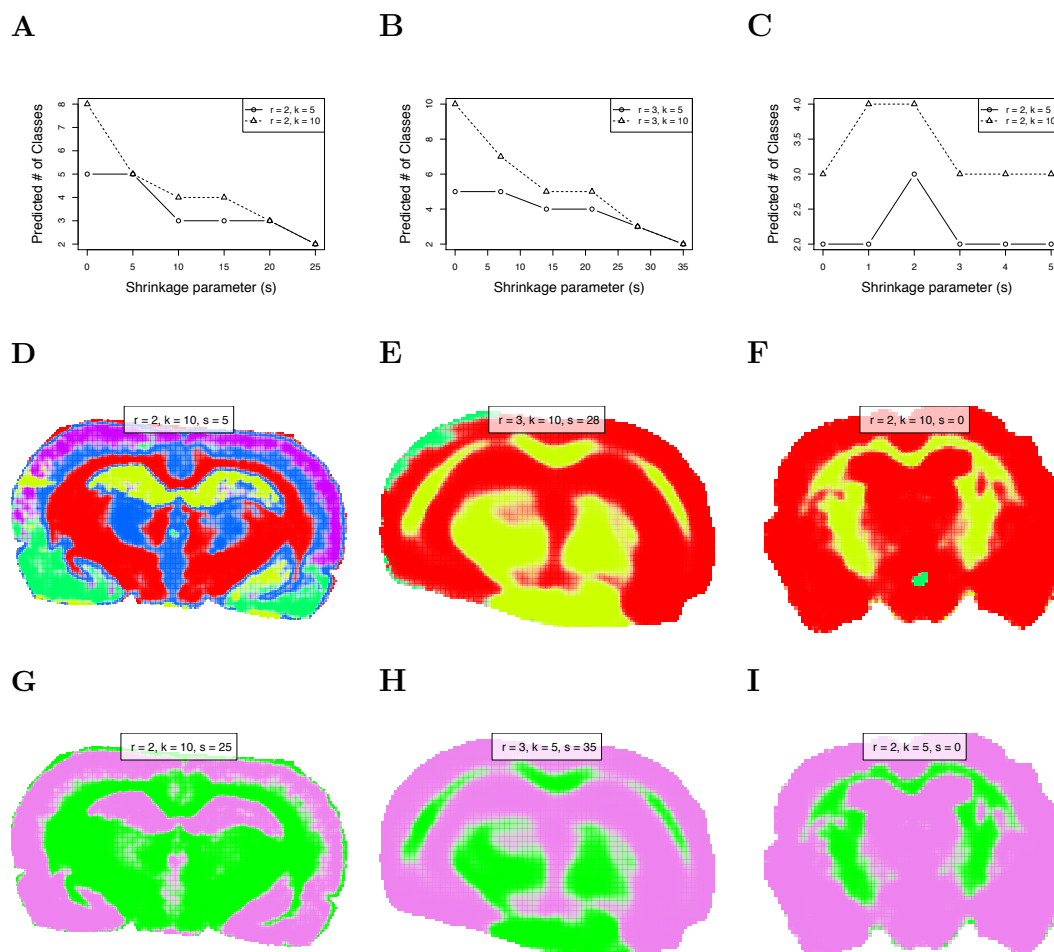 A
B
C
Predicted # of Classes
8
7
6
5
4
3
2
0 5 10 15 20 25
Shrinkage parameter (s)
r = 2, k = 5
r = 2, k = 10
Predicted # of Classes
10
8
6
4
2
0 5 10 15 20 25 30 35
Shrinkage parameter (s)
r = 3, k = 5
r = 3, k = 10
Predicted # of Classes
4.0
3.5
3.0
2.5
2.0
0 1 2 3 4 5
Shrinkage parameter (s)
r = 2, k = 5
r = 2, k = 10
D
E
F
r = 2, k = 10, s = 5
r = 3, k = 10, s = 28
r = 2, k = 10, s = 0
G
H
I
r = 2, k = 10, s = 25
r = 3, k = 5, s = 35
r = 2, k = 5, s = 0